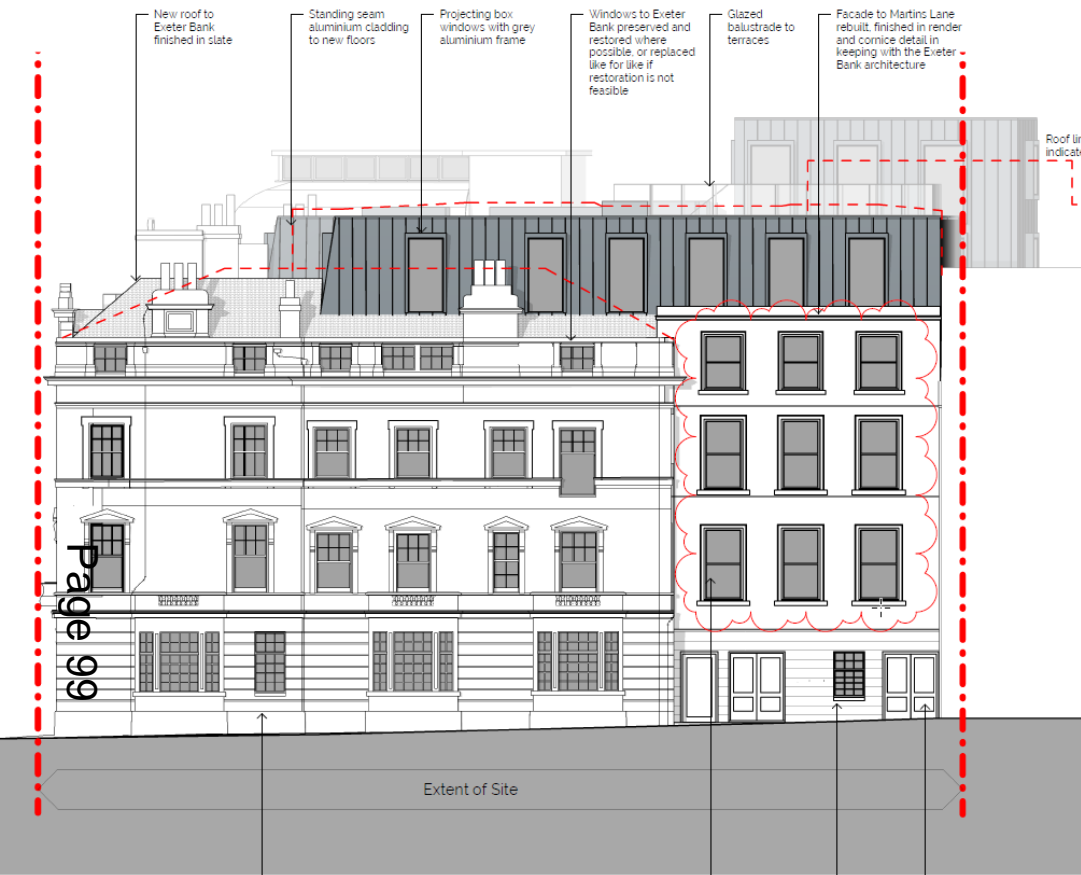 New roof to
Exeter Bank
finished in slate
Standing seam
aluminium cladding
to new floors
Projecting box
windows with grey
aluminium frame
Windows to Exeter
Bank preserved and
restored where
possible, or replaced
like for like if
restoration is not
feasible
Glazed
balustrade to
terraces
Facade to Martins Lane
rebuilt, finished in render
and cornice detail in
keeping with the Exeter
Bank architecture
Roof lin
indicate
Page 99
Extent of Site